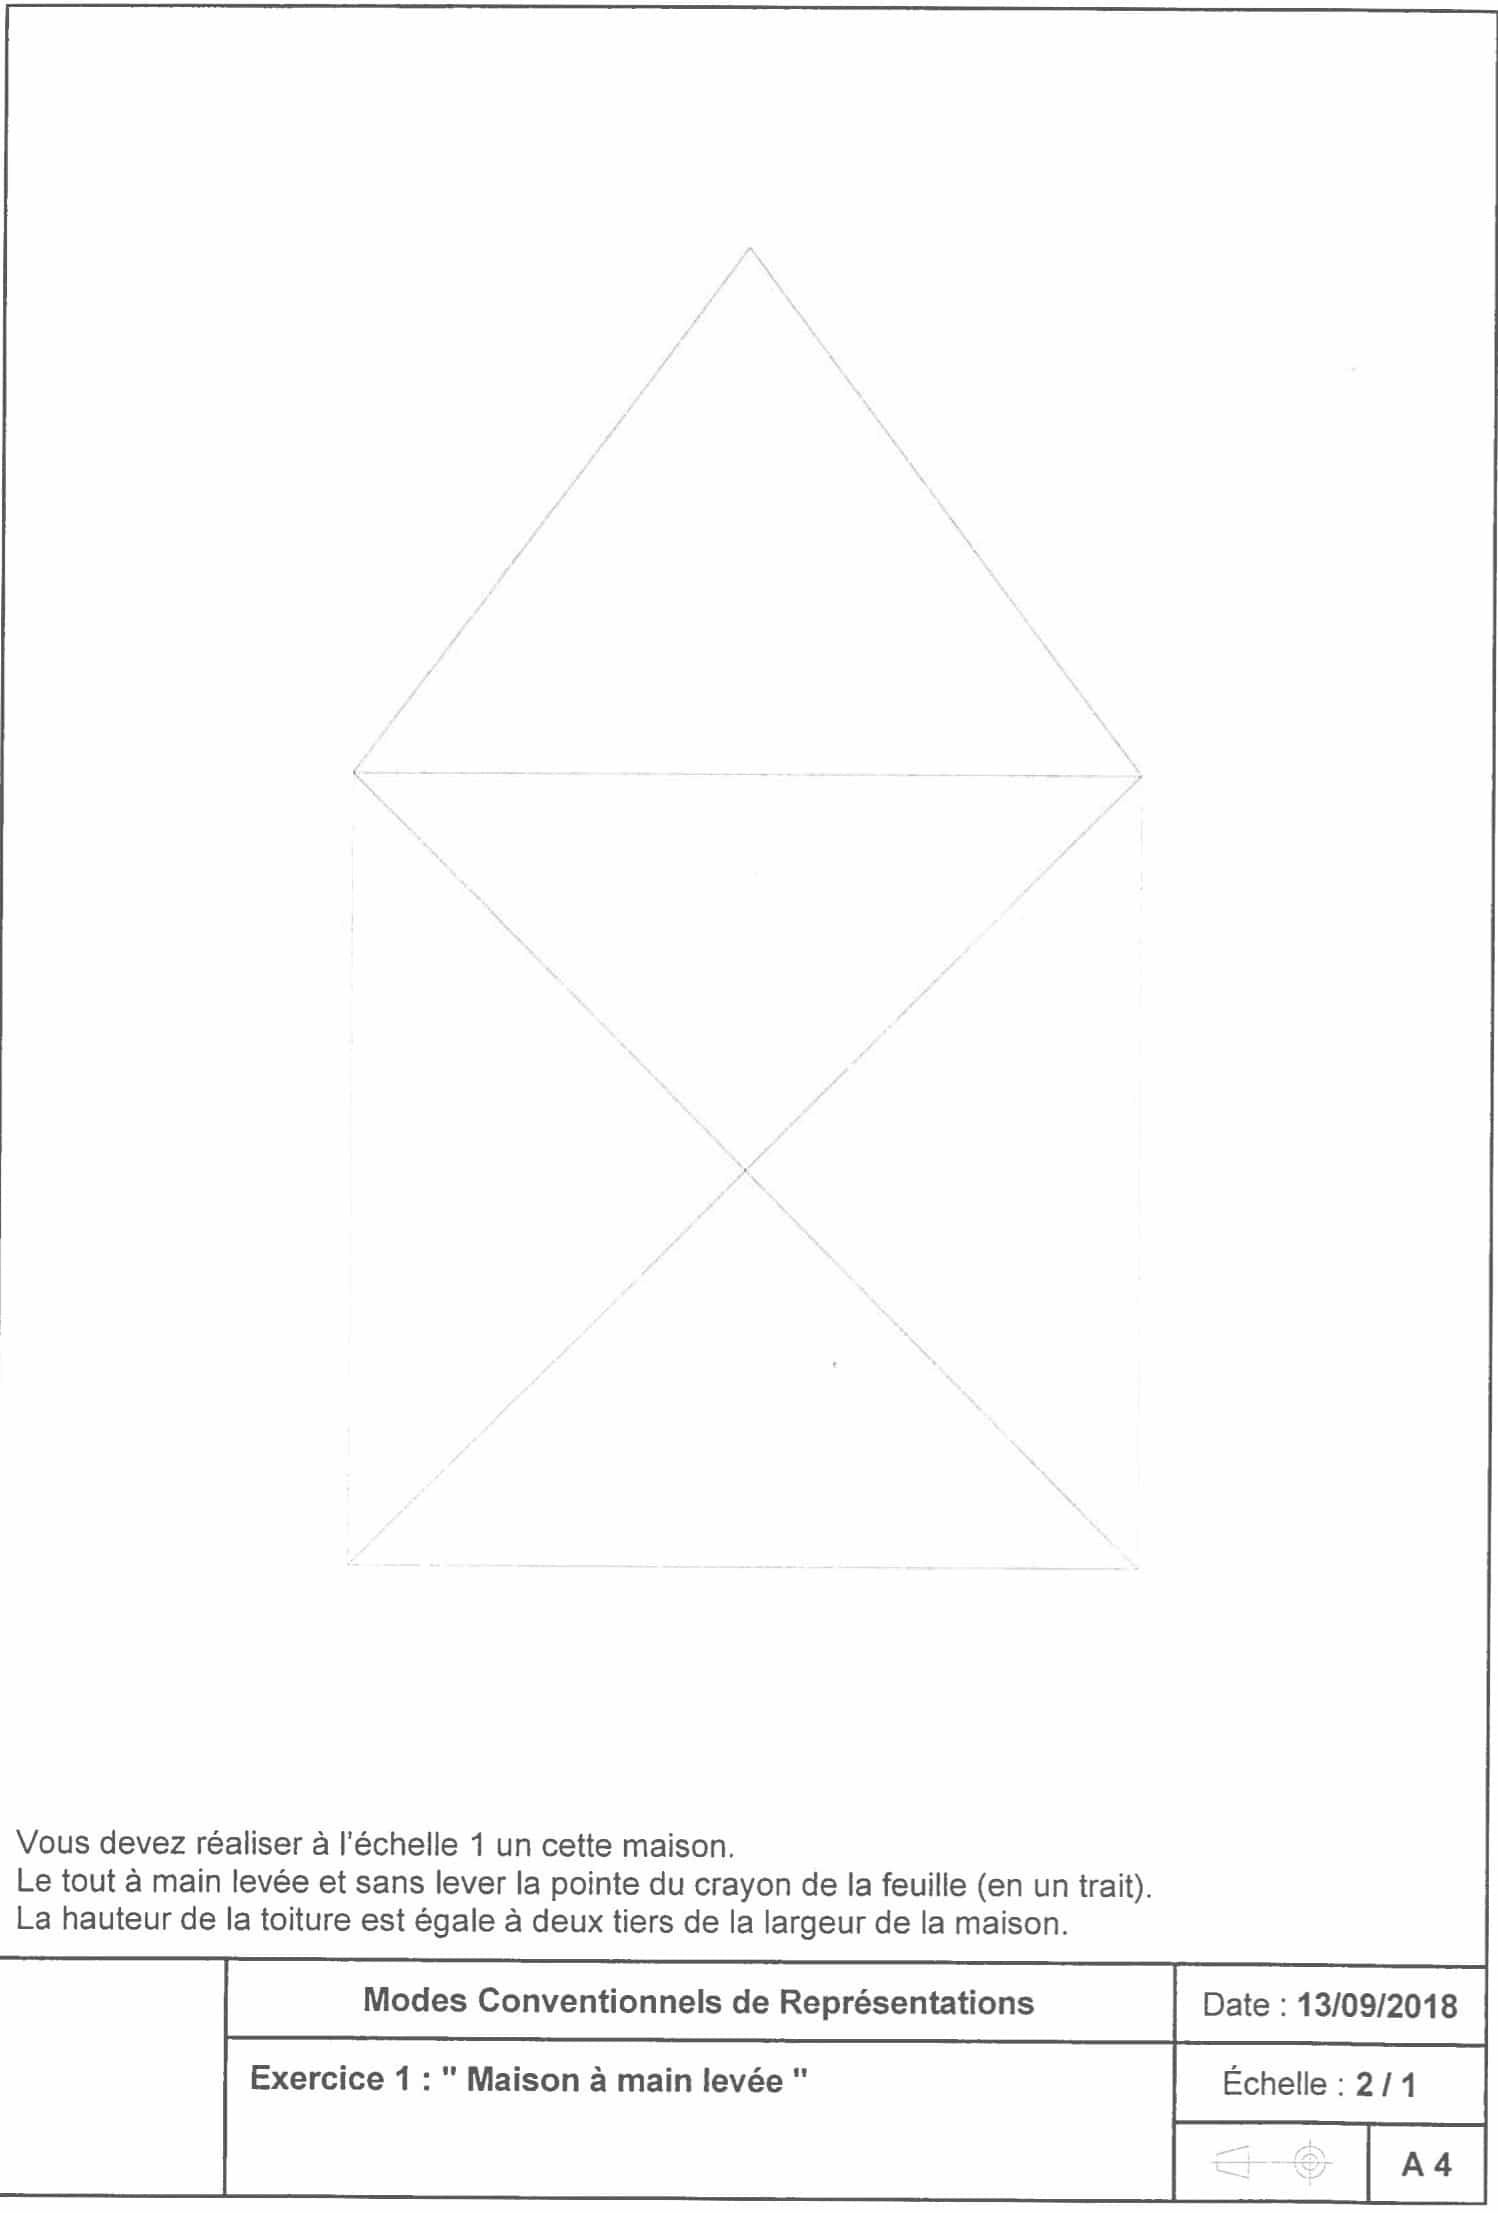 Vous devez réaliser à l'échelle 1 un cette maison.
Le tout à main levée et sans lever la pointe du crayon de la feuille (en un trait).
La hauteur de la toiture est égale à deux tiers de la largeur de la maison.
Modes Conventionnels de Représentations
Date : 13/09/2018
Exercice 1 : " Maison à main levée "
Échelle : 2 / 1
A 4